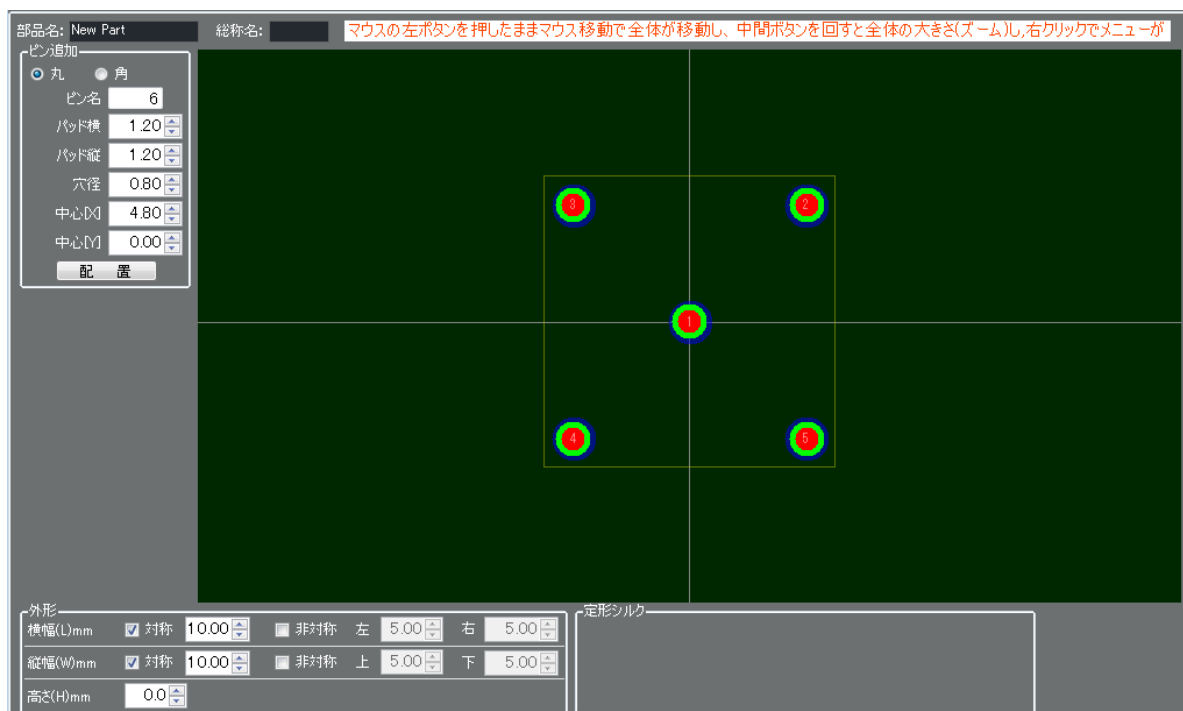 部品名: New Part 総称名: マウスの左ボタンを押したままマウス移動で全体が移動し、中間ボタンを回すと全体の大きさ(ズーム)し,右クリックでメニューが
ピン追加
丸 角
ピン名 6
パッド横 1.20
パッド縦 1.20
穴径 0.80
中心[X] 4.80
中心[Y] 0.00
配 置
3 2
1
4 5
外形 定形シルク
横幅(L)mm 対称 10.00 非対称 左 5.00 右 5.00
縦幅(W)mm 対称 10.00 非対称 上 5.00 下 5.00
高さ(H)mm 0.0